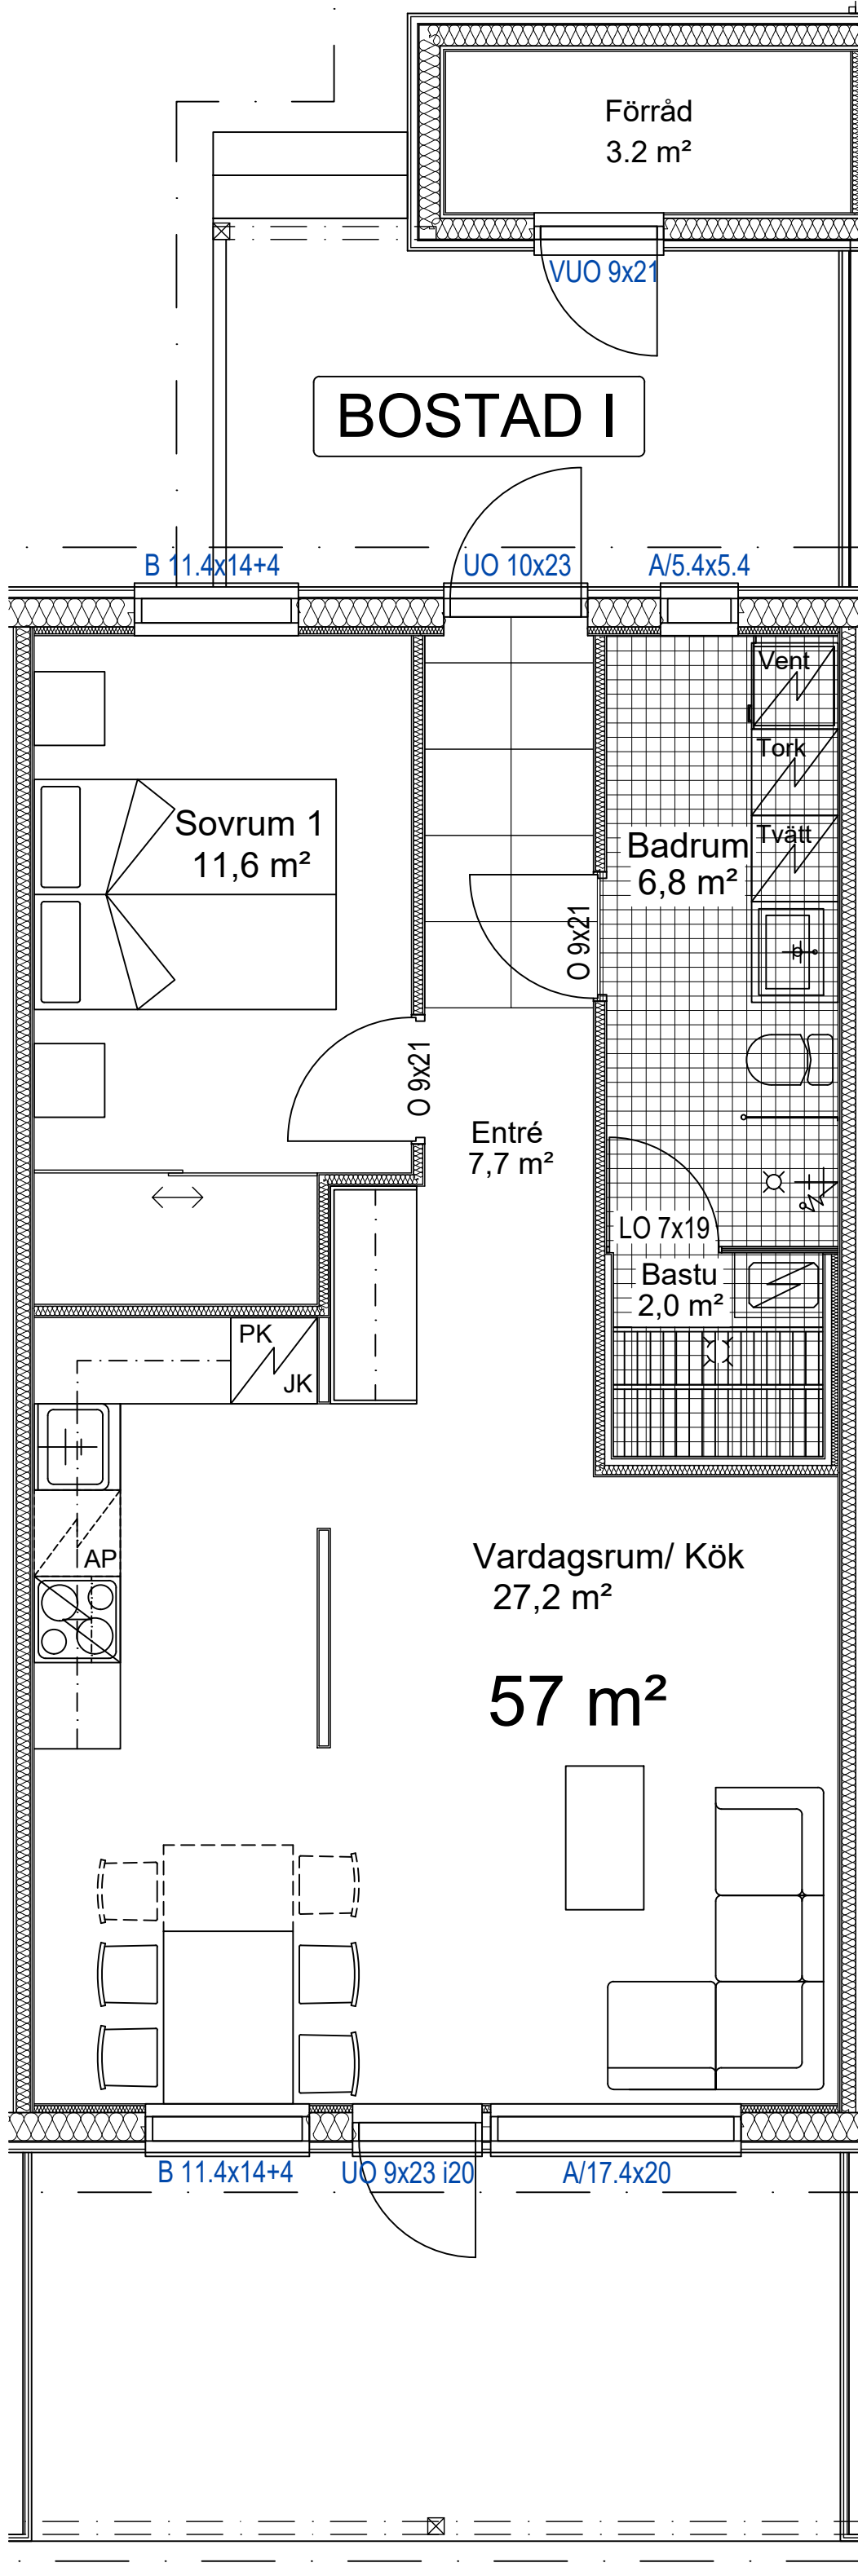 Förråd
3.2 m²
VUO 9x21
BOSTAD I
B 11.4x14+4
UO 10x23
A/5.4x5.4
Vent
Tork
Tvätt
Sovrum 1
11,6 m²
Badrum
6,8 m²
O 9x21
O 9x21
Entré
7,7 m²
LO 7x19
Bastu
2,0 m²
PK
JK
AP
Vardagsrum/ Kök
27,2 m²
57 m²
B 11.4x14+4
UO 9x23 i20
A/17.4x20